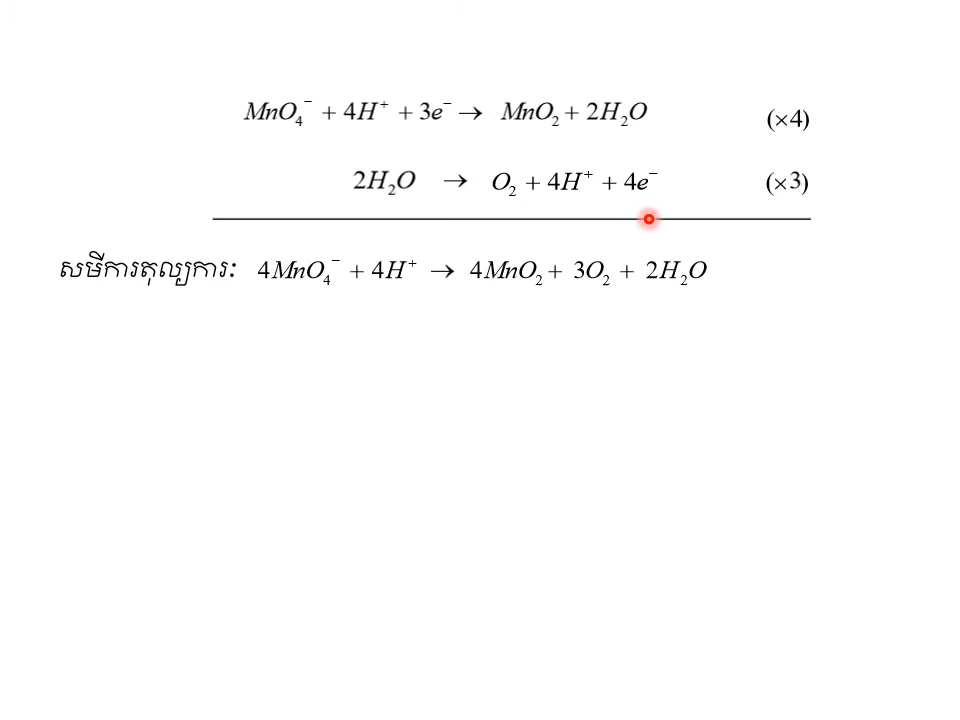 MnO₄⁻ + 4H⁺ + 3e⁻ → MnO₂ + 2H₂O (×4)
2H₂O → O₂ + 4H⁺ + 4e⁻ (×3)
សមីការតុល្យការៈ 4MnO₄⁻ + 4H⁺ → 4MnO₂ + 3O₂ + 2H₂O